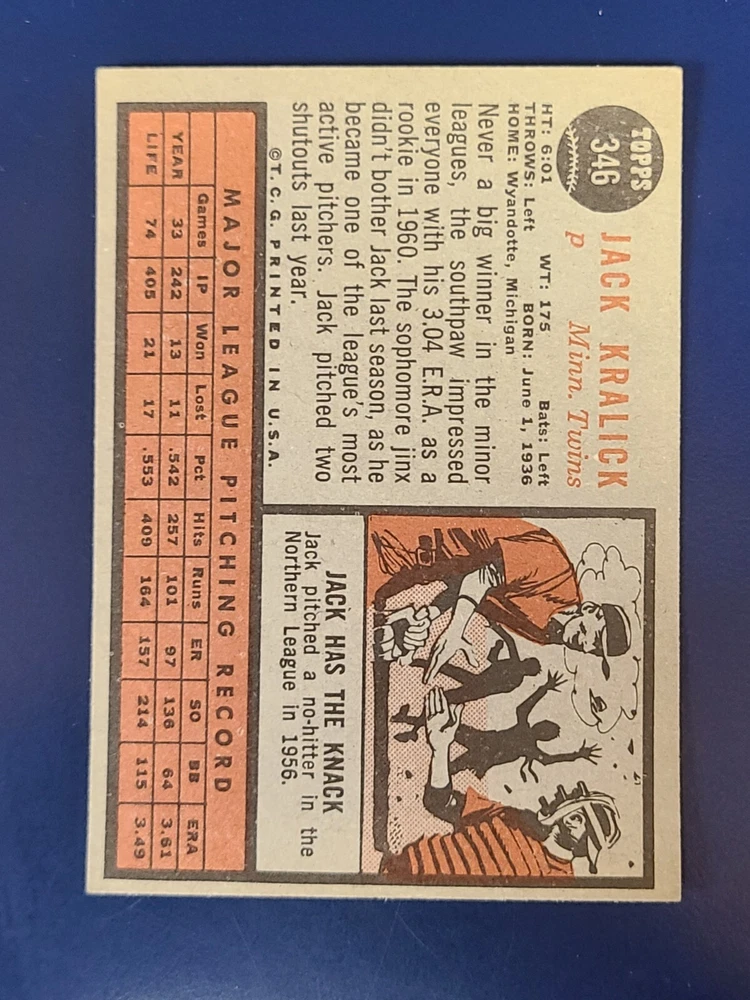 TOPPS
346
JACK KRALICK
P Minn. Twins
HT: 6:01 WT: 175 Bats: Left
THROWS: Left BORN: June 1, 1936
HOME: Wyandotte, Michigan
Never a big winner in the minor
leagues, the southpaw impressed
everyone with his 3.04 E.R.A. as a
rookie in 1960. The sophomore jinx
didn't bother Jack last season, as he
became one of the league's most
active pitchers. Jack pitched two
shutouts last year.
©T.C.G. PRINTED IN U.S.A.
JACK HAS THE KNACK
Jack pitched a no-hitter in the
Northern League in 1956.
MAJOR LEAGUE PITCHING RECORD
Games IP Won Lost Pct Hits Runs ER SO BB ERA
YEAR 33 242 13 11 .542 257 101 97 136 64 3.61
LIFE 74 405 21 17 .553 409 164 157 214 115 3.49